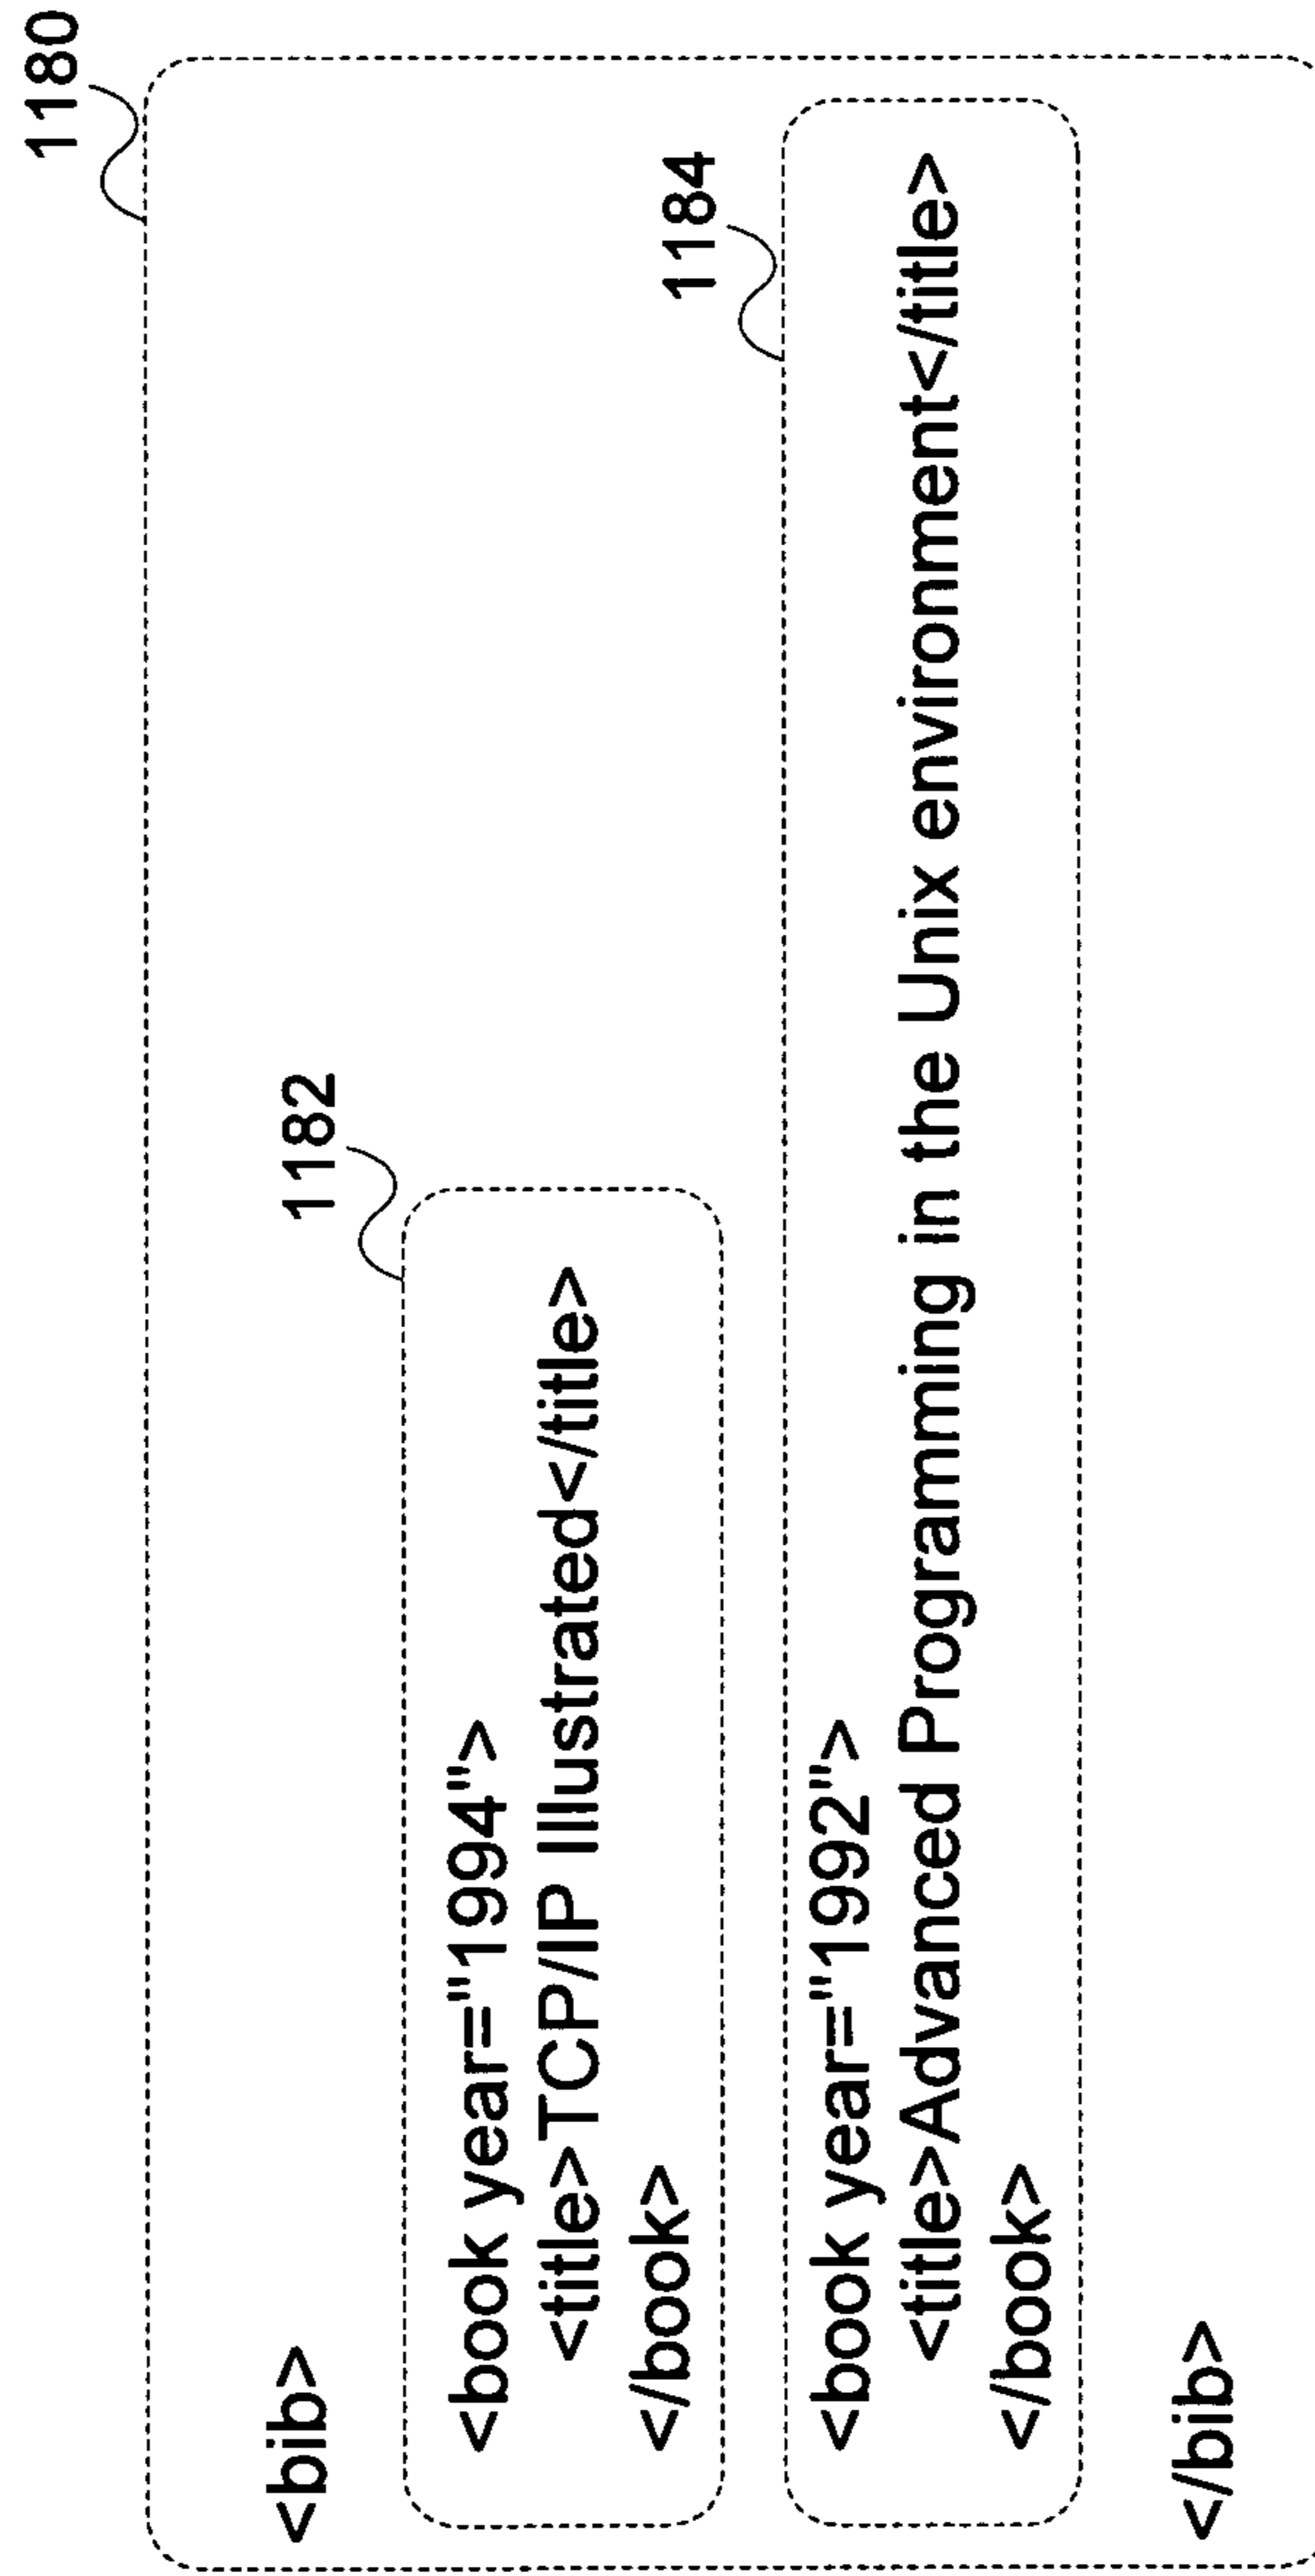 1180
<bib>
1182
<book year="1994">
<title>TCP/IP Illustrated</title>
</book>
1184
<book year="1992">
<title>Advanced Programming in the Unix environment</title>
</book>
</bib>